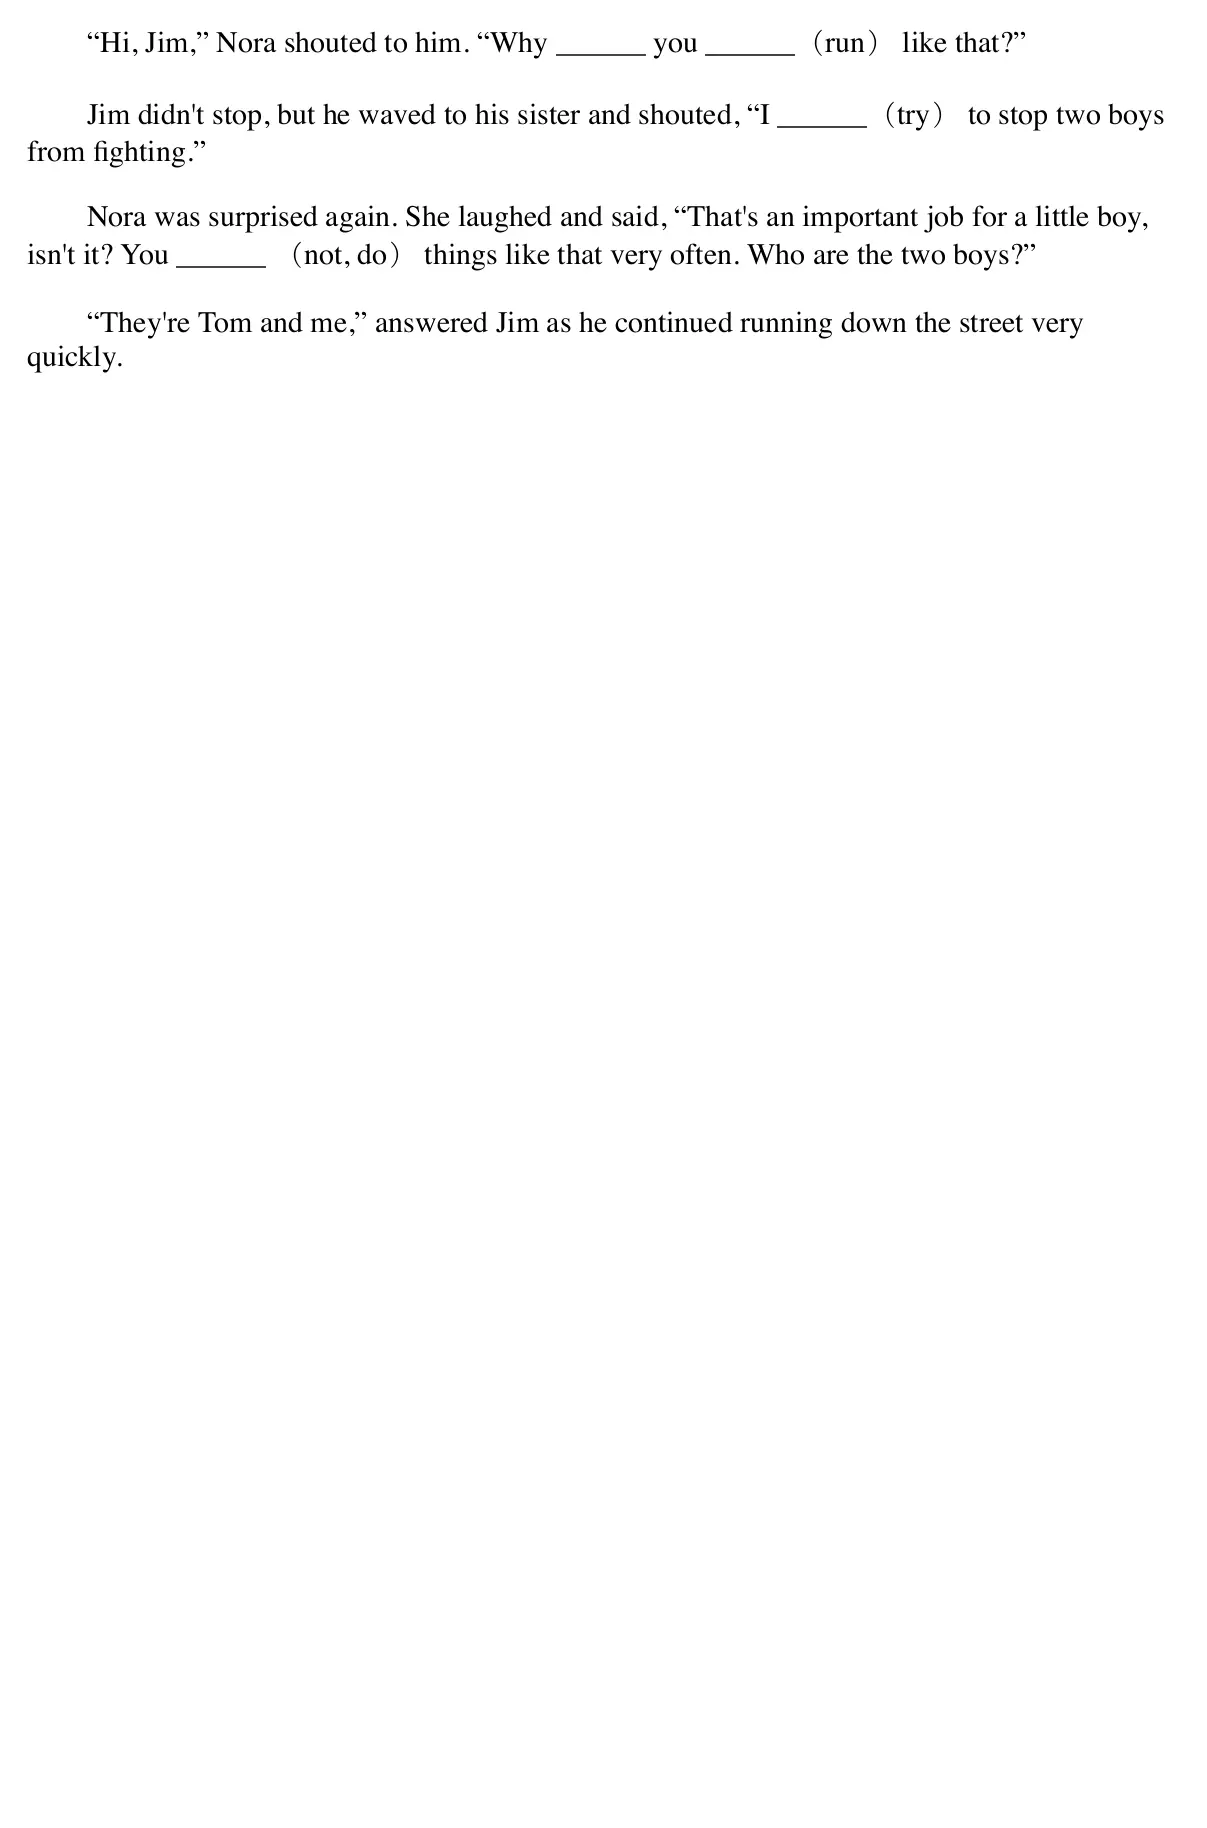 “Hi, Jim,” Nora shouted to him. “Why ______ you ______ （run） like that?”
Jim didn't stop, but he waved to his sister and shouted, “I ______ （try） to stop two boys
from fighting.”
Nora was surprised again. She laughed and said, “That's an important job for a little boy,
isn't it? You ______ （not, do） things like that very often. Who are the two boys?”
“They're Tom and me,” answered Jim as he continued running down the street very
quickly.